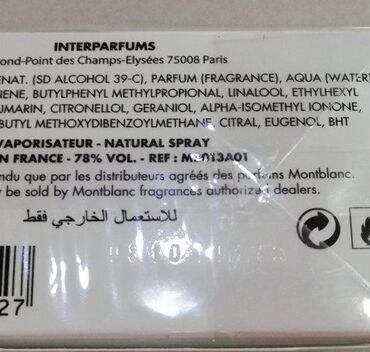 INTERPARFUMS
ond-Point des Champs-Elysées 75008 Paris
ENAT. (SD ALCOHOL 39-C), PARFUM (FRAGRANCE), AQUA (WATER
NENE, BUTYLPHENYL METHYLPROPIONAL, LINALOOL, ETHYLHEXYL
UMARIN, CITRONELLOL, GERANIOL, ALPHA-ISOMETHYL IONONE,
BUTYL METHOXYDIBENZOYLMETHANE, CITRAL, EUGENOL, BHT
VAPORISATEUR - NATURAL SPRAY
N FRANCE - 78% VOL. - REF : MB013A01
ndu que par les distributeurs agréés des parfums Montblanc
y be sold by Montblanc fragrances authorized dealers.
للاستعمال الخارجي فقط
27